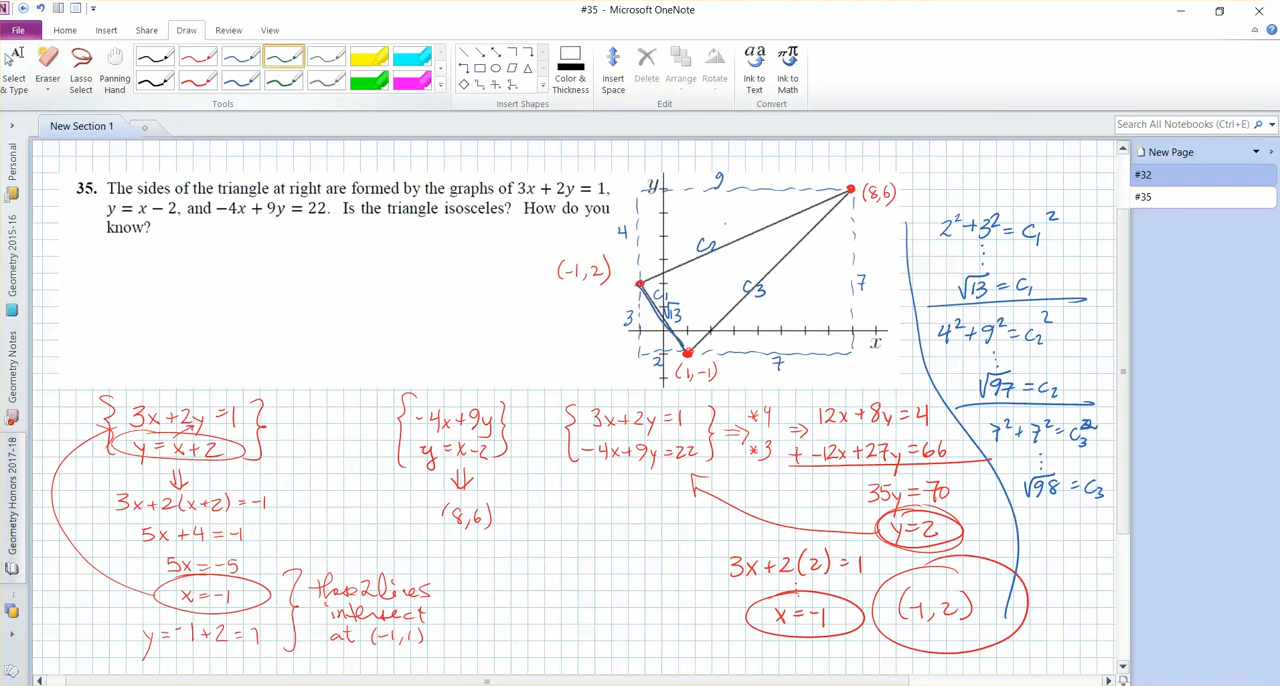 #35 - Microsoft OneNote
File Home Insert Share Draw Review View
Select & Type
Eraser
Lasso Select
Panning Hand
Color & Thickness
Insert Space
Delete
Arrange
Rotate
Ink to Text
Ink to Math
Tools
Insert Shapes
Edit
Convert
New Section 1
Search All Notebooks (Ctrl+E)
Personal
Geometry 2015-16
Geometry Notes
Geometry Honors 2017-18
New Page
#32
#35
35. The sides of the triangle at right are formed by the graphs of 3x + 2y = 1,
y = x − 2, and −4x + 9y = 22. Is the triangle isosceles? How do you
know?
y
9
(8,6)
4
c2
(-1,2)
c1
√13
c3
7
3
x
2
7
(1,-1)
2² + 3² = c₁²
√13 = c₁
4² + 9² = c₂²
√97 = c₂
7² + 7² = c₃²
√98 = c₃
3x+2y=1
y=x+2
3x+2(x+2)=-1
5x+4=-1
5x=-5
x=-1
y=-1+2=1
these 2 lines
intersect
at (-1,1)
-4x+9y
y=x-2
(8,6)
3x+2y=1
-4x+9y=22
⇒ *4
*3
⇒ 12x+8y=4
+ -12x+27y=66
35y=70
y=2
3x+2(2)=1
x=-1
(-1,2)